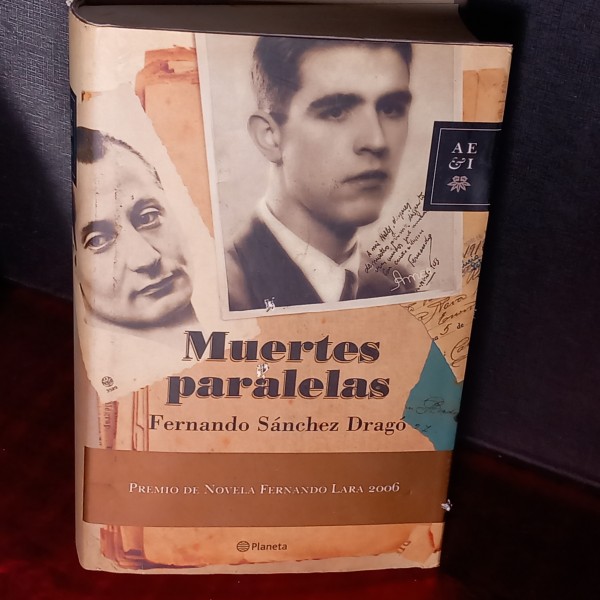 AE
&I
Muertes
paralelas
Fernando Sánchez Dragó
PREMIO DE NOVELA FERNANDO LARA 2006
Planeta